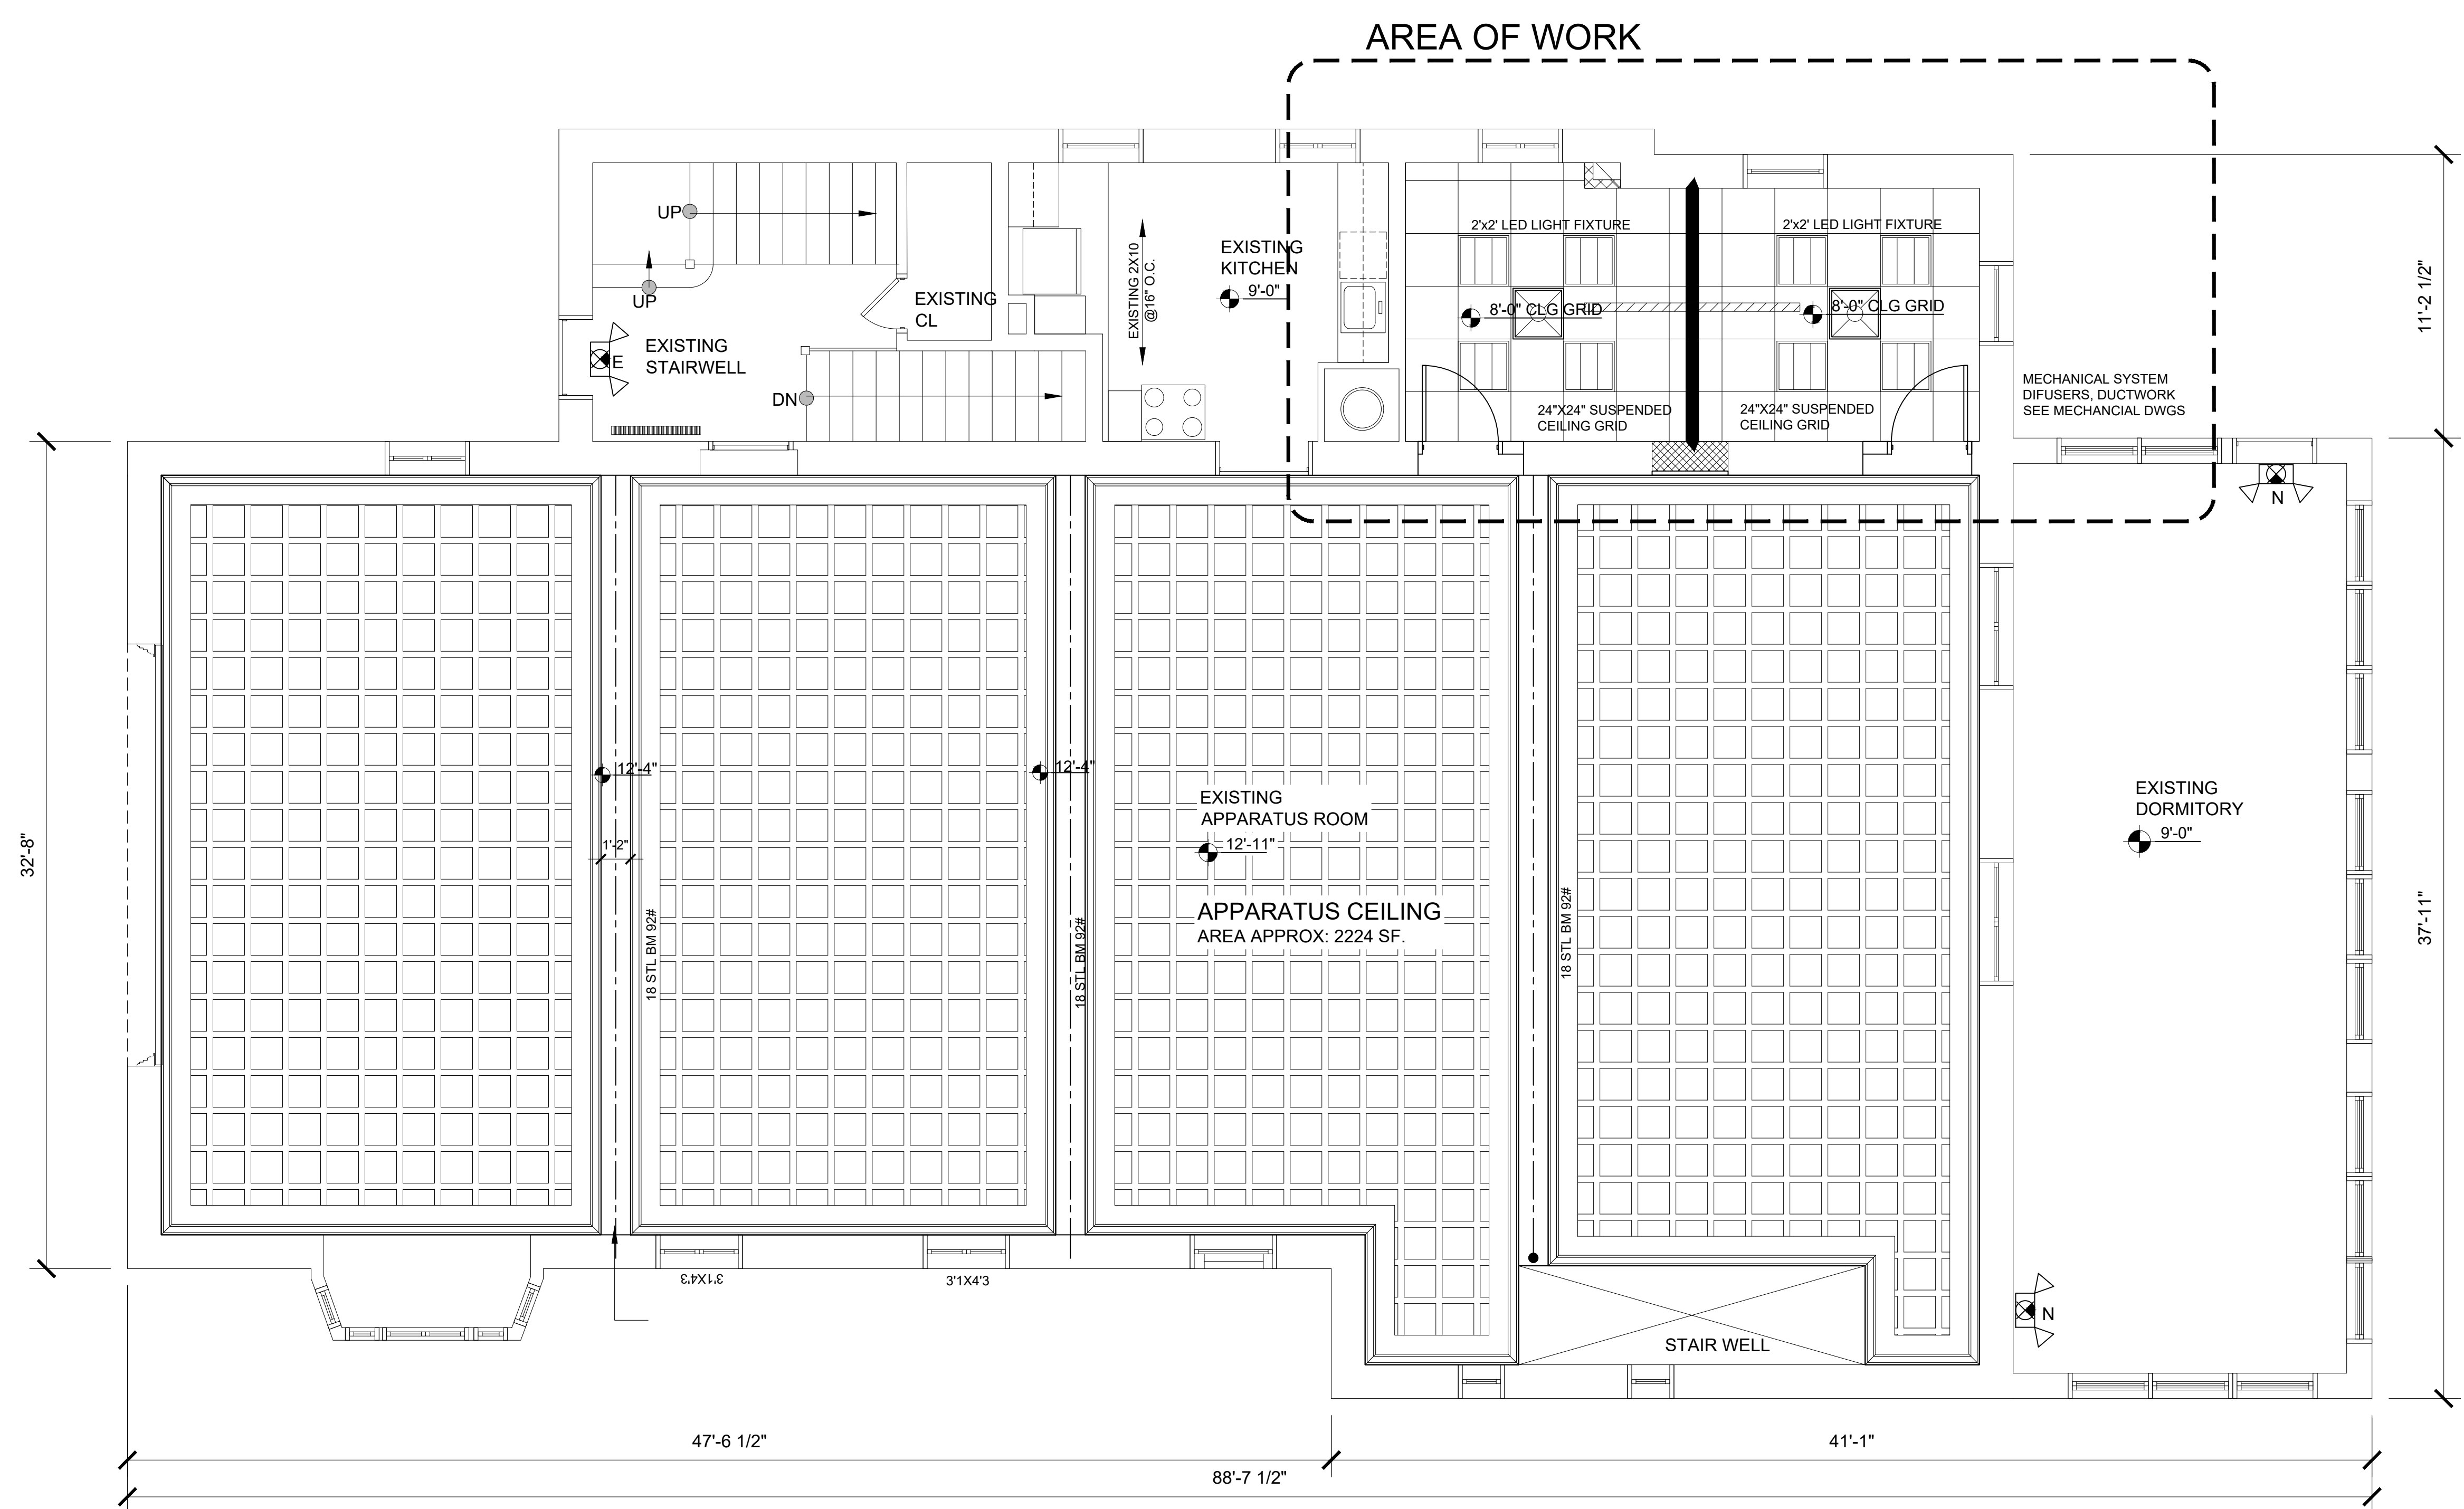 AREA OF WORK
UP
UP
EXISTING
CL
EXISTING
STAIRWELL
E
DN
EXISTING 2X10
@16" O.C.
EXISTING
KITCHEN
9'-0"
2'x2' LED LIGHT FIXTURE
2'x2' LED LIGHT FIXTURE
8'-0" CLG GRID
8'-0" CLG GRID
24"X24" SUSPENDED
CEILING GRID
24"X24" SUSPENDED
CEILING GRID
MECHANICAL SYSTEM
DIFUSERS, DUCTWORK
SEE MECHANCIAL DWGS
11'-2 1/2"
N
12'-4"
12'-4"
1'-2"
18 STL BM 92#
18 STL BM 92#
18 STL BM 92#
EXISTING
APPARATUS ROOM
12'-11"
APPARATUS CEILING
AREA APPROX: 2224 SF.
EXISTING
DORMITORY
9'-0"
32'-8"
37'-11"
3'1X4'3
3'1X4'3
N
STAIR WELL
47'-6 1/2"
41'-1"
88'-7 1/2"